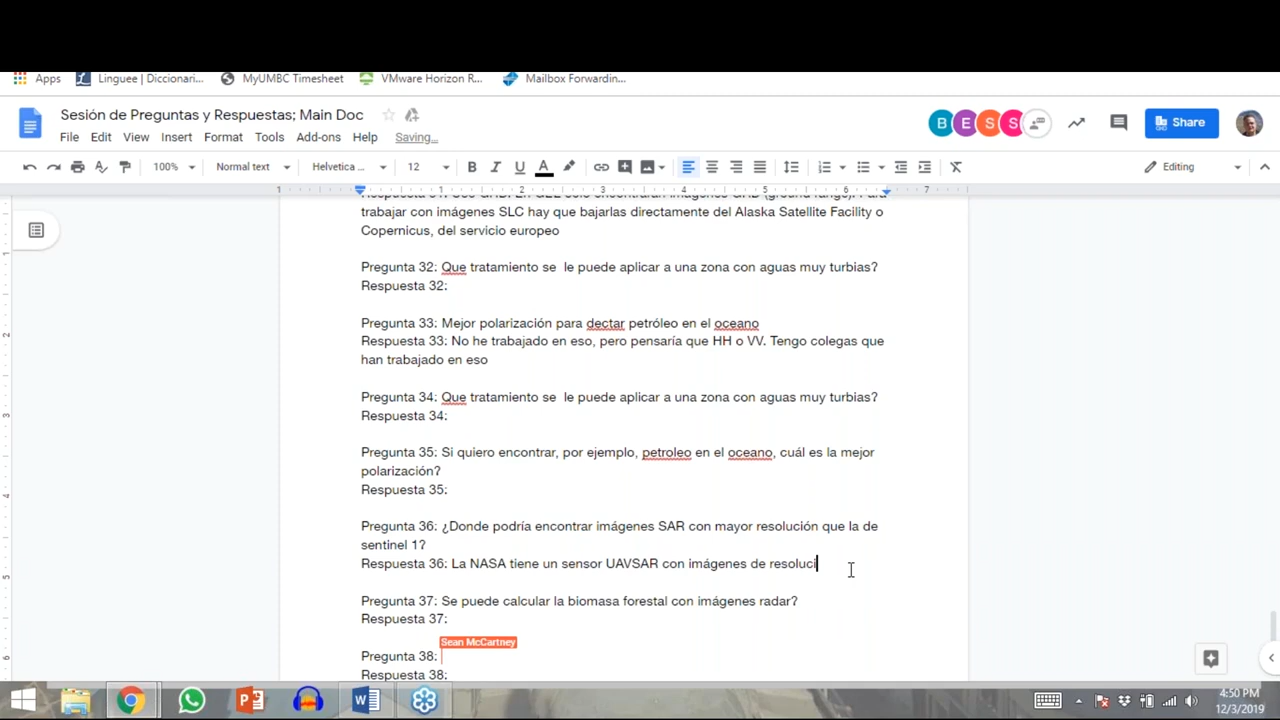 Apps Linguee | Diccionari... MyUMBC Timesheet VMware Horizon R... Mailbox Forwardin...
Sesión de Preguntas y Respuestas; Main Doc
B E S S Share
File Edit View Insert Format Tools Add-ons Help Saving...
100% Normal text Helvetica ... 12 B I U A Editing
1 1 2 3 4 5 6 7
trabajar con imágenes SLC hay que bajarlas directamente del Alaska Satellite Facility o
Copernicus, del servicio europeo
Pregunta 32: Que tratamiento se  le puede aplicar a una zona con aguas muy turbias?
Respuesta 32:
Pregunta 33: Mejor polarización para dectar petróleo en el oceano
Respuesta 33: No he trabajado en eso, pero pensaría que HH o VV. Tengo colegas que
han trabajado en eso
Pregunta 34: Que tratamiento se  le puede aplicar a una zona con aguas muy turbias?
Respuesta 34:
Pregunta 35: Si quiero encontrar, por ejemplo, petroleo en el oceano, cuál es la mejor
polarización?
Respuesta 35:
Pregunta 36: ¿Donde podría encontrar imágenes SAR con mayor resolución que la de
sentinel 1?
Respuesta 36: La NASA tiene un sensor UAVSAR con imágenes de resoluci
Pregunta 37: Se puede calcular la biomasa forestal con imágenes radar?
Respuesta 37:
Sean McCartney
Pregunta 38:
Respuesta 38:
4:50 PM
12/3/2019